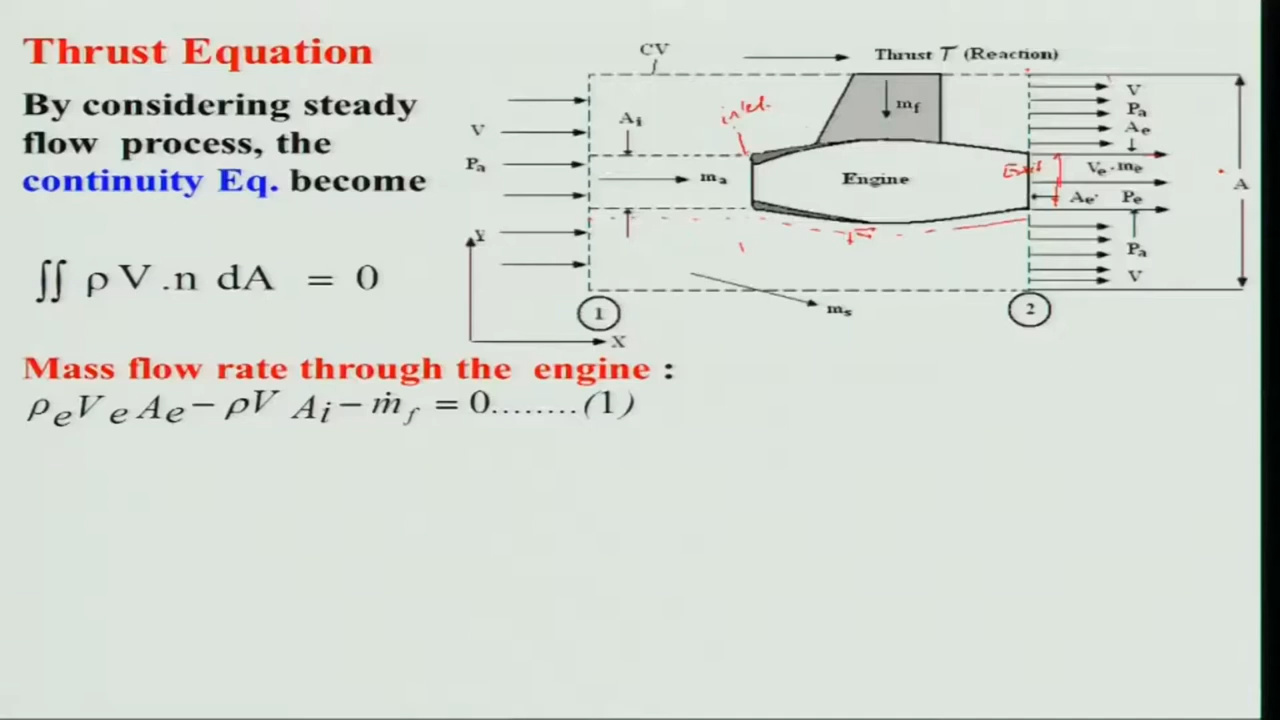 Thrust Equation
By considering steady
flow process, the
continuity Eq. become
∬ ρ V .n dA = 0
Mass flow rate through the engine :
ρₑVₑAₑ − ρV Aᵢ − ṁ_f = 0........(1)
CV
Thrust T (Reaction)
inlet
Aᵢ
m_f
V
Pₐ
mₐ
Engine
Exit
V
Pₐ
Aₑ
Vₑ . mₑ
Aₑ
Pₑ
Pₐ
V
A
Y
X
mₛ
1
2